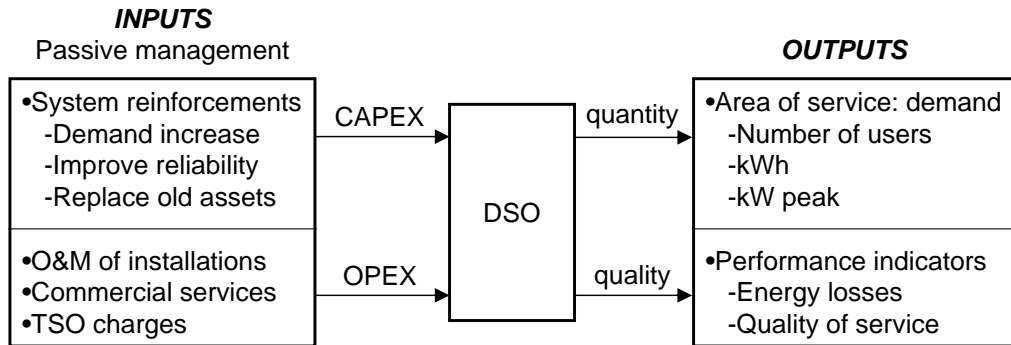 INPUTS
Passive management
•System reinforcements
-Demand increase
-Improve reliability
-Replace old assets
•O&M of installations
•Commercial services
•TSO charges
CAPEX
OPEX
DSO
quantity
quality
OUTPUTS
•Area of service: demand
-Number of users
-kWh
-kW peak
•Performance indicators
-Energy losses
-Quality of service